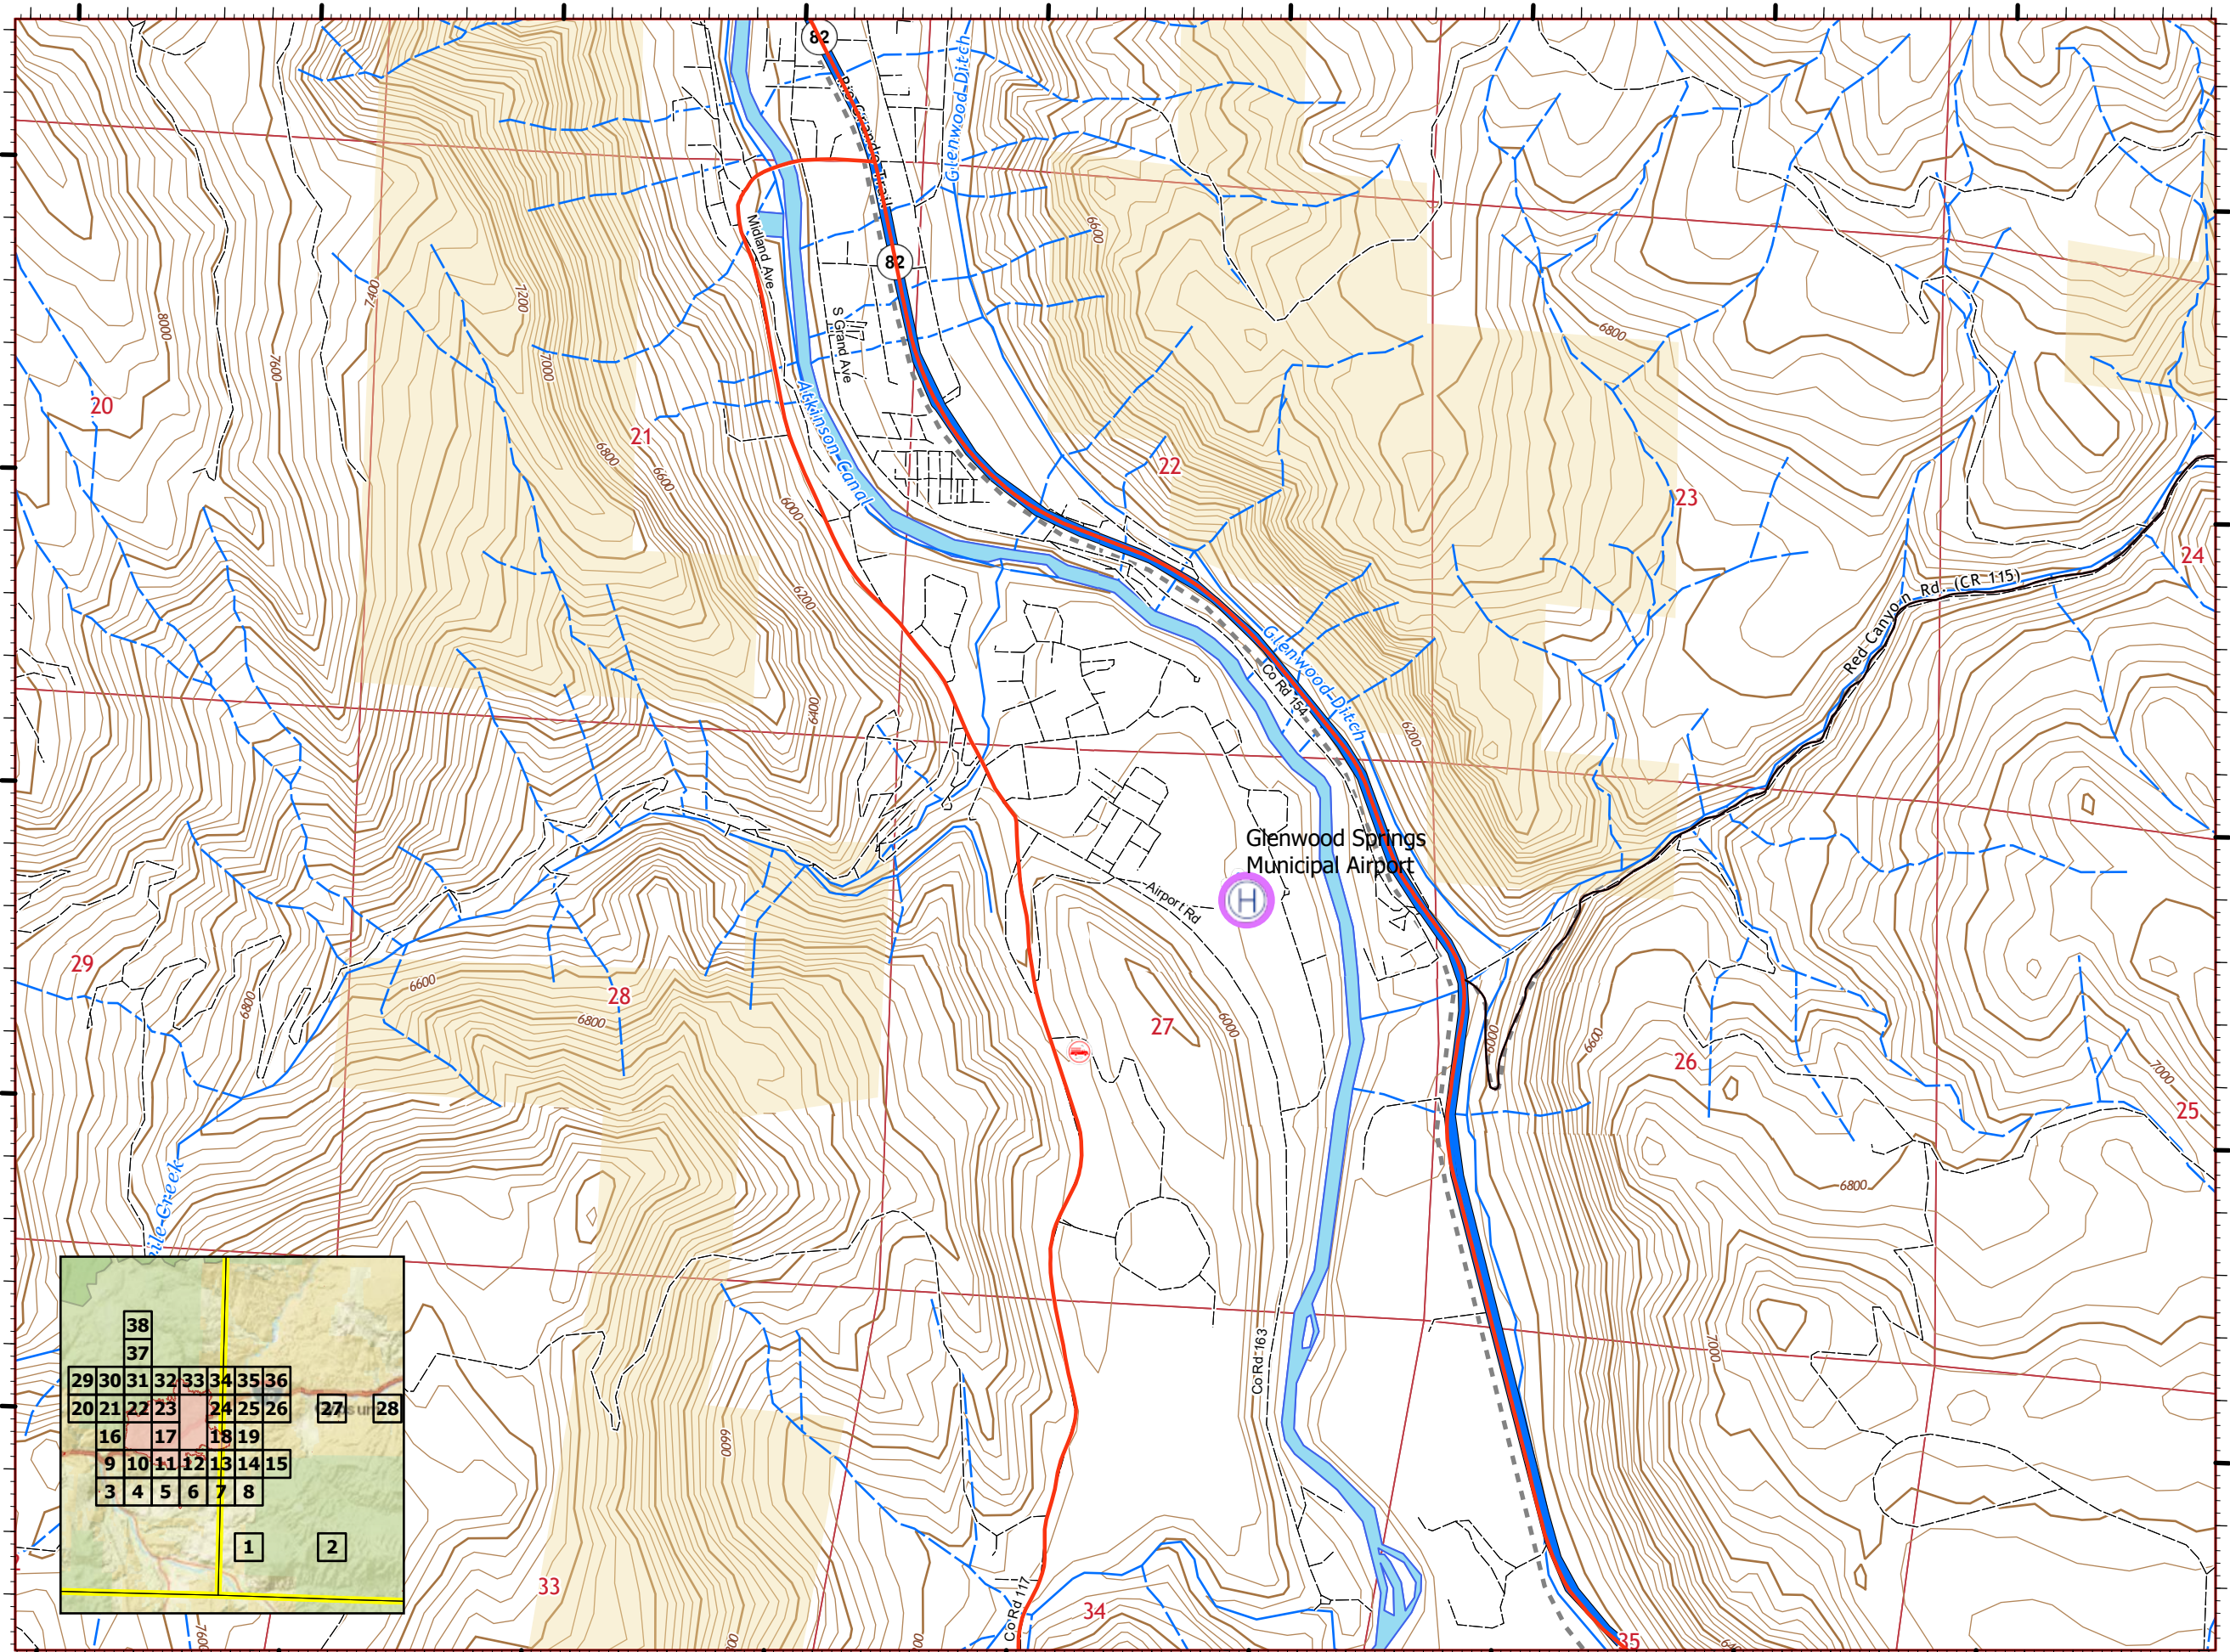 82
Rio Grande Trail
Glenwood Ditch
82
Midland Ave
S Grand Ave
6600
7400
7200
8000
7600
7000
6800
20
21
22
23
24
6800
6600
6000
Atkinson Canal
6200
6400
Glenwood Ditch
Co Rd 154
6200
Red Canyon Rd. (CR 115)
Glenwood Springs
Municipal Airport
H
Airport Rd
29
28
27
26
25
6600
6800
6800
6000
6000
6600
7000
6800
7000
38
37
29 30 31 32 33 34 35 36
20 21 22 23 24 25 26 27 28
16 17 18 19
9 10 11 12 13 14 15
3 4 5 6 7 8
1 2
Co Rd 163
6600
Co Rd 117
33
34
35
7600